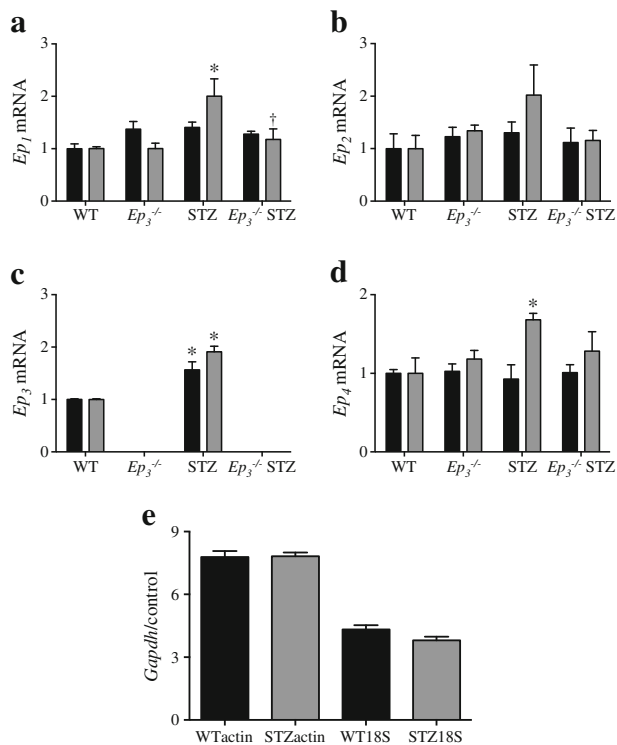 a
3
2
1
0
Ep₁ mRNA
*
†
WT Ep₃⁻/⁻ STZ Ep₃⁻/⁻ STZ
b
3
2
1
0
Ep₂ mRNA
WT Ep₃⁻/⁻ STZ Ep₃⁻/⁻ STZ
c
3
2
1
0
Ep₃ mRNA
* *
WT Ep₃⁻/⁻ STZ Ep₃⁻/⁻ STZ
d
2
1
0
Ep₄ mRNA
*
WT Ep₃⁻/⁻ STZ Ep₃⁻/⁻ STZ
e
9
6
3
0
Gapdh/control
WTactin STZactin WT18S STZ18S